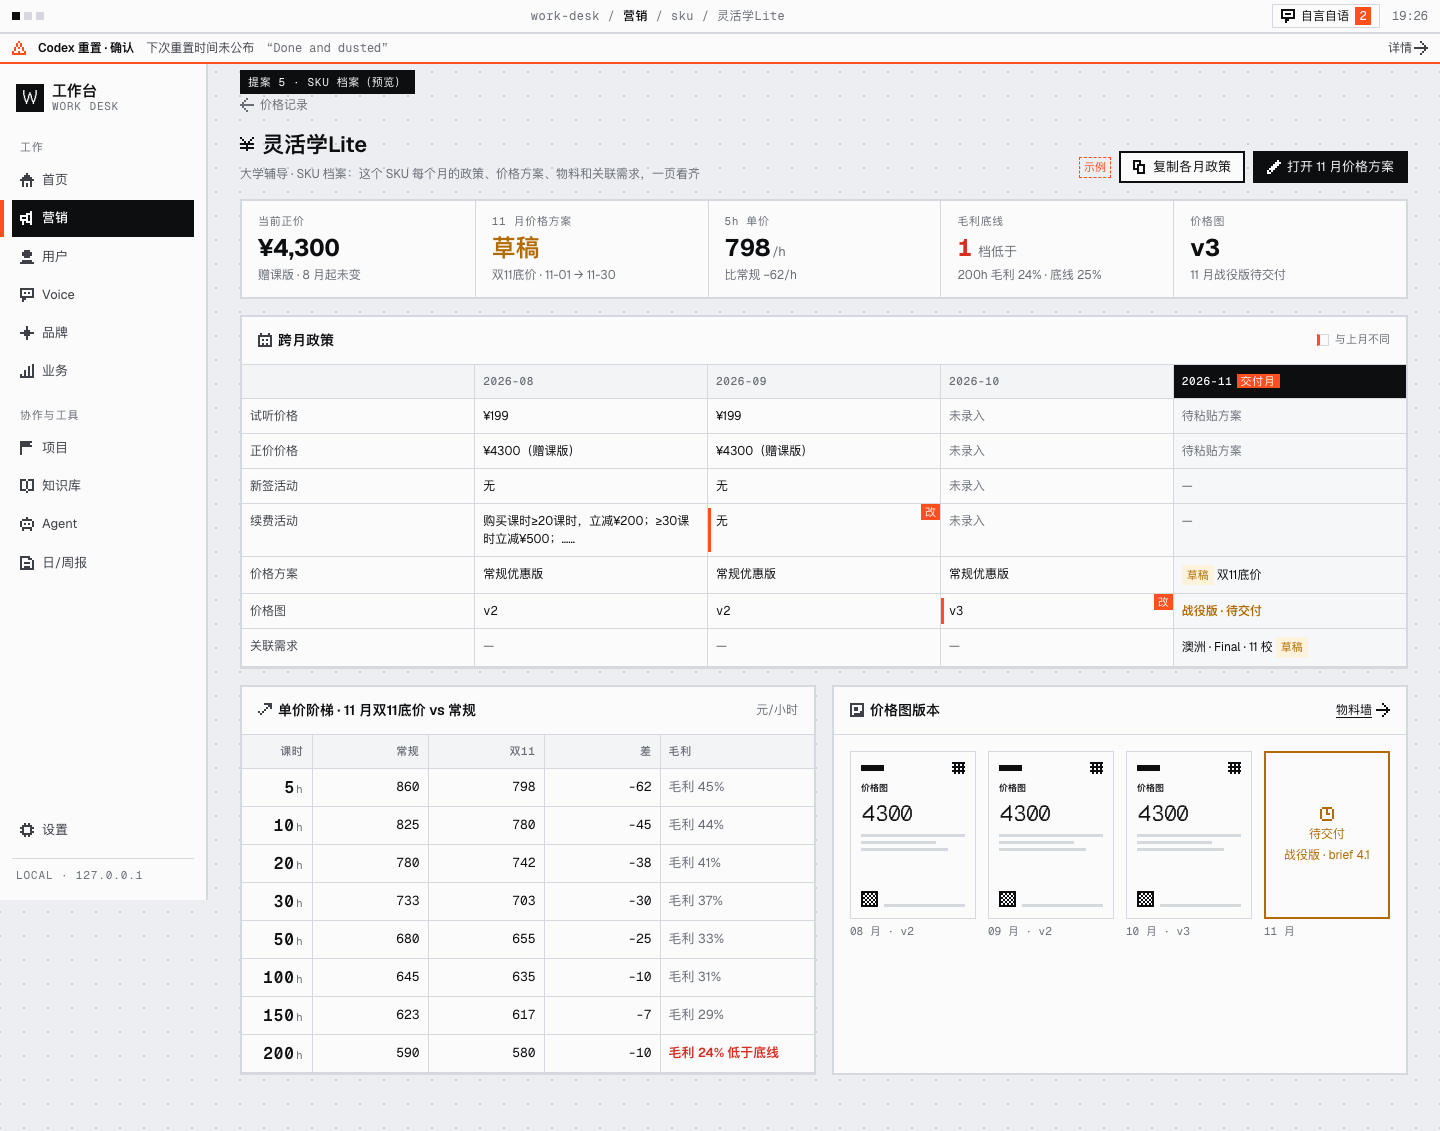 work-desk / 营销 / sku / 灵活学Lite
自言自语 2
19:26
Codex 重置 · 确认 下次重置时间未公布 “Done and dusted”
详情
W 工作台
WORK DESK
工作
首页
营销
用户
Voice
品牌
业务
协作与工具
项目
知识库
Agent
日/周报
设置
LOCAL · 127.0.0.1
提案 5 · SKU 档案 (预览)
价格记录
¥ 灵活学Lite
大学辅导 · SKU 档案：这个 SKU 每个月的政策、价格方案、物料和关联需求，一页看齐
示例
复制各月政策
打开 11 月价格方案
当前正价
¥4,300
赠课版 · 8 月起未变
11 月价格方案
草稿
双11底价 · 11-01 → 11-30
5h 单价
798 /h
比常规 −62/h
毛利底线
1 档低于
200h 毛利 24% · 底线 25%
价格图
v3
11 月战役版待交付
跨月政策
与上月不同
2026-08 2026-09 2026-10 2026-11 交付月
试听价格 ¥199 ¥199 未录入 待粘贴方案
正价价格 ¥4300（赠课版） ¥4300（赠课版） 未录入 待粘贴方案
新签活动 无 无 未录入 —
续费活动 购买课时≥20课时，立减¥200；≥30课时立减¥500；…… 无 改 未录入 —
价格方案 常规优惠版 常规优惠版 常规优惠版 草稿 双11底价
价格图 v2 v2 v3 改 战役版 · 待交付
关联需求 — — — 澳洲 · Final · 11 校 草稿
单价阶梯 · 11 月双11底价 vs 常规
元/小时
课时 常规 双11 差 毛利
5h 860 798 -62 毛利 45%
10h 825 780 -45 毛利 44%
20h 780 742 -38 毛利 41%
30h 733 703 -30 毛利 37%
50h 680 655 -25 毛利 33%
100h 645 635 -10 毛利 31%
150h 623 617 -7 毛利 29%
200h 590 580 -10 毛利 24% 低于底线
价格图版本
物料墙
价格图
4300
08 月 · v2
价格图
4300
09 月 · v2
价格图
4300
10 月 · v3
待交付
战役版 · brief 4.1
11 月